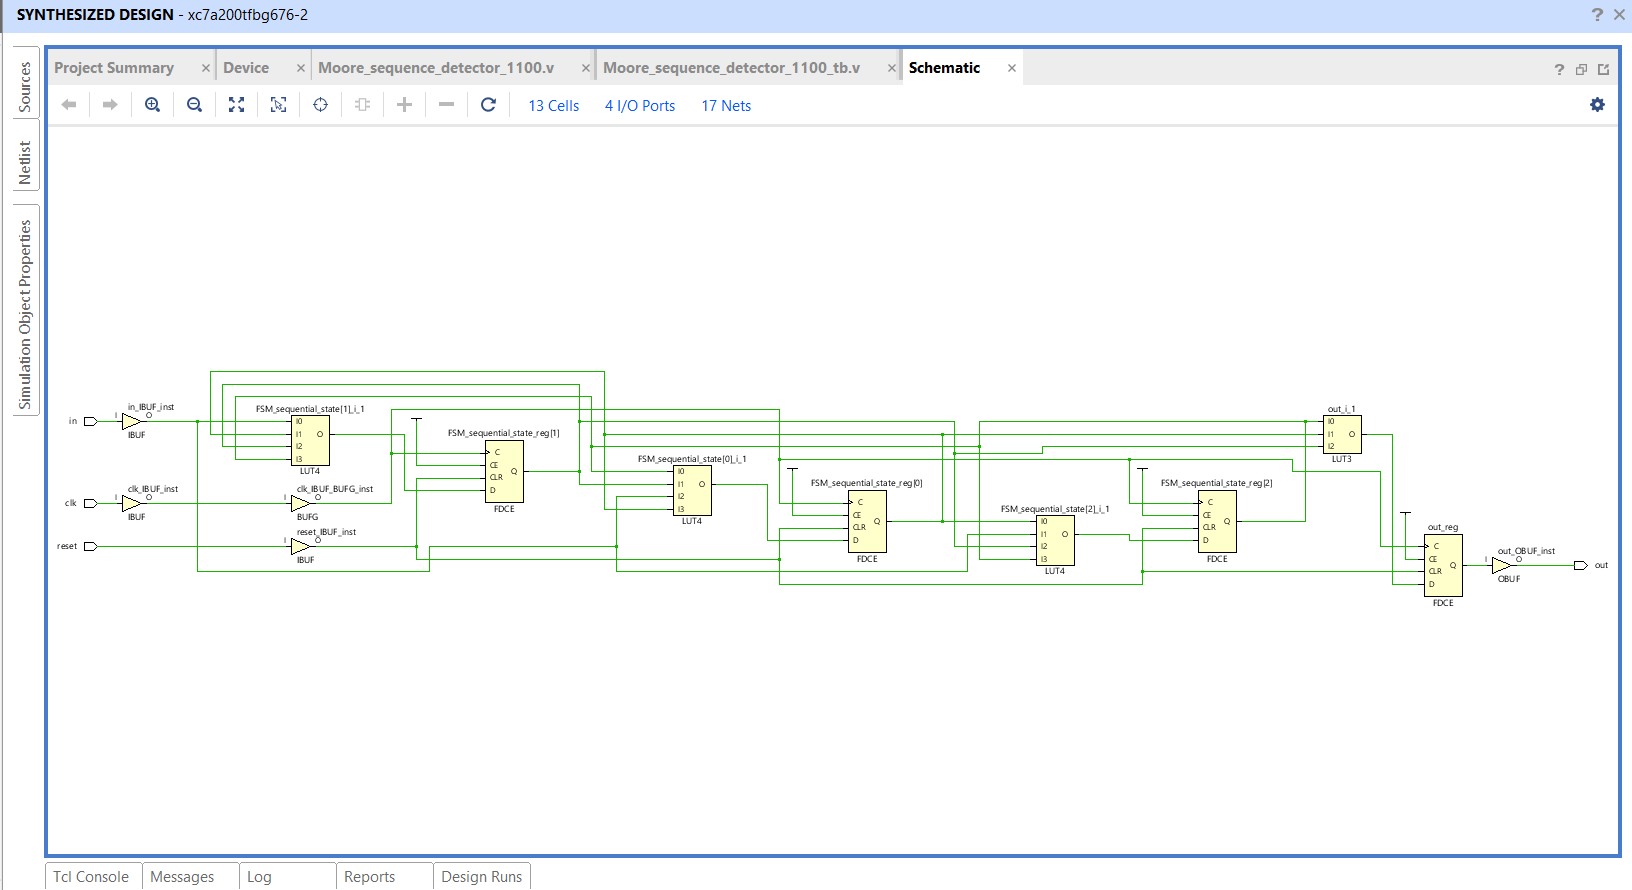 SYNTHESIZED DESIGN - xc7a200tfbg676-2
? ×
Sources
Netlist
Simulation Object Properties
Project Summary × Device × Moore_sequence_detector_1100.v × Moore_sequence_detector_1100_tb.v × Schematic ×
?
13 Cells 4 I/O Ports 17 Nets
in
I
in_IBUF_inst
O
IBUF
clk
I
clk_IBUF_inst
O
IBUF
reset
FSM_sequential_state[1]_i_1
I0
I1
I2
I3
O
LUT4
I
clk_IBUF_BUFG_inst
O
BUFG
I
reset_IBUF_inst
O
IBUF
FSM_sequential_state_reg[1]
C
CE
CLR
D
Q
FDCE
FSM_sequential_state[0]_i_1
I0
I1
I2
I3
O
LUT4
FSM_sequential_state_reg[0]
C
CE
CLR
D
Q
FDCE
FSM_sequential_state[2]_i_1
I0
I1
I2
I3
O
LUT4
FSM_sequential_state_reg[2]
C
CE
CLR
D
Q
FDCE
out_i_1
I0
I1
I2
O
LUT3
out_reg
C
CE
CLR
D
Q
FDCE
I
out_OBUF_inst
O
OBUF
out
Tcl Console Messages Log Reports Design Runs